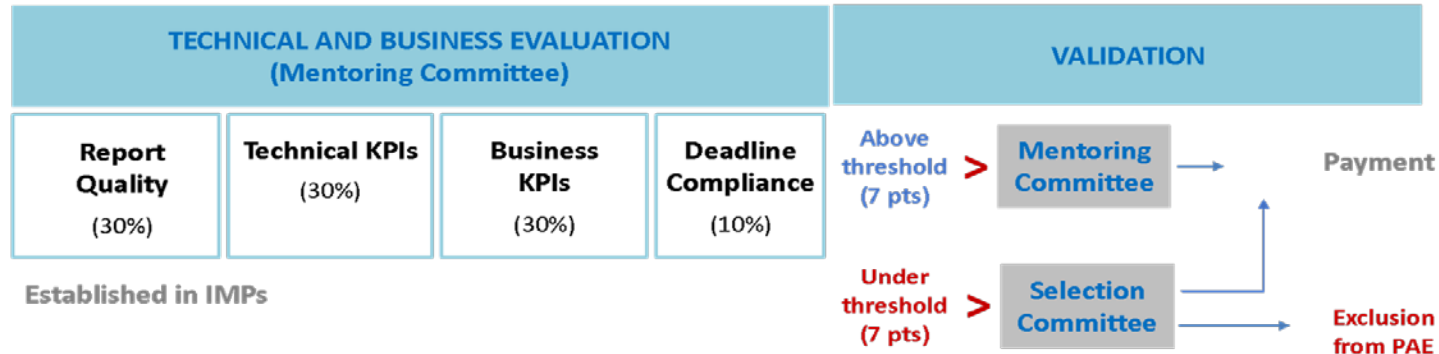 TECHNICAL AND BUSINESS EVALUATION
(Mentoring Committee)
VALIDATION
Report
Quality
(30%)
Technical KPIs
(30%)
Business
KPIs
(30%)
Deadline
Compliance
(10%)
Established in IMPs
Above
threshold
(7 pts)
>
Mentoring
Committee
Payment
Under
threshold
(7 pts)
>
Selection
Committee
Exclusion
from PAE